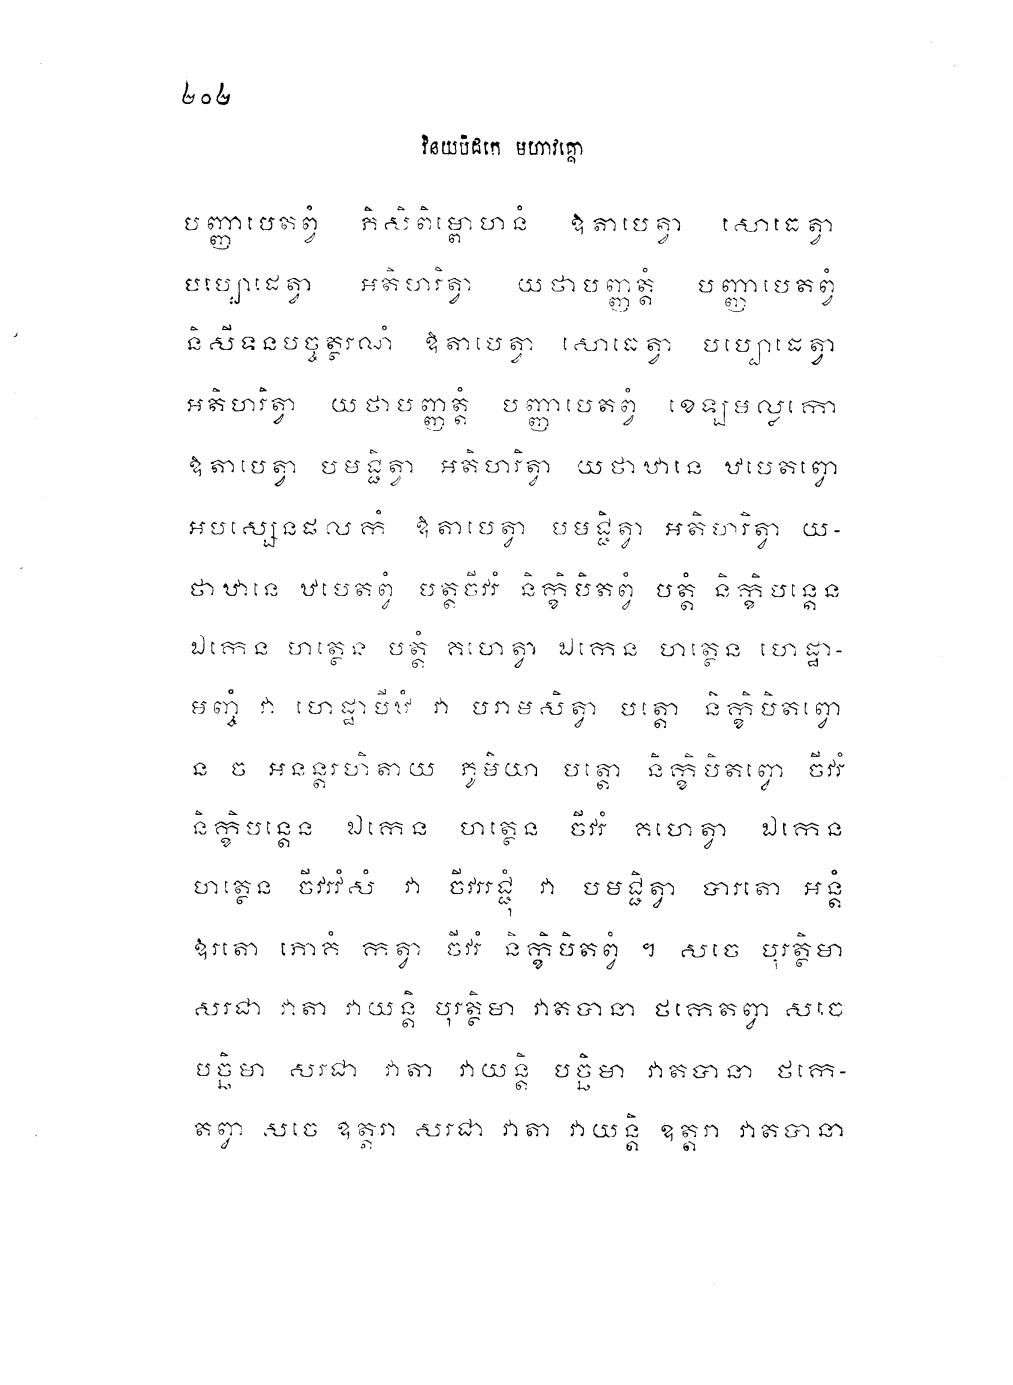 ២០២
វិនយបិដកេ មហាវគ្គោ
បញ្ញាបេតព្វំ ភិសិពិម្ពោហនំ ឱតាបេត្វា សោធេត្វា
បប្បោដេត្វា អតិហរិត្វា យថាបញ្ញត្តំ បញ្ញាបេតព្វំ
និសីទនបច្ចត្ថរណំ ឱតាបេត្វា សោធេត្វា បប្បោដេត្វា
អតិហរិត្វា យថាបញ្ញត្តំ បញ្ញាបេតព្វំ ខេឡមល្លកោ
ឱតាបេត្វា បមជ្ជិត្វា អតិហរិត្វា យថាឋានេ ឋបេតព្វោ
អបស្សេនផលកំ ឱតាបេត្វា បមជ្ជិត្វា អតិហរិត្វា យ-
ថាឋានេ ឋបេតព្វំ បត្តចីវរំ និក្ខិបិតព្វំ បត្តំ និក្ខិបន្តេន
ឯកេន ហត្ថេន បត្តំ គហេត្វា ឯកេន ហត្ថេន ហេដ្ឋា-
មញ្ចំ វា ហេដ្ឋាបីឋំ វា បរាមសិត្វា បត្តោ និក្ខិបិតព្វោ
ន ច អនន្តរហិតាយ ភូមិយា បត្តោ និក្ខិបិតព្វោ ចីវរំ
និក្ខិបន្តេន ឯកេន ហត្ថេន ចីវរំ គហេត្វា ឯកេន
ហត្ថេន ចីវរវំសំ វា ចីវររជ្ជុំ វា បមជ្ជិត្វា បារតោ អន្តំ
ឱរតោ ភោគំ កត្វា ចីវរំ និក្ខិបិតព្វំ ។ សចេ បុរត្ថិមា
សរជា វាតា វាយន្តិ បុរត្ថិមា វាតបានា ថកេតព្វា សចេ
បច្ឆិមា សរជា វាតា វាយន្តិ បច្ឆិមា វាតបានា ថកេ-
តព្វា សចេ ឧត្តរា សរជា វាតា វាយន្តិ ឧត្តរា វាតបានា